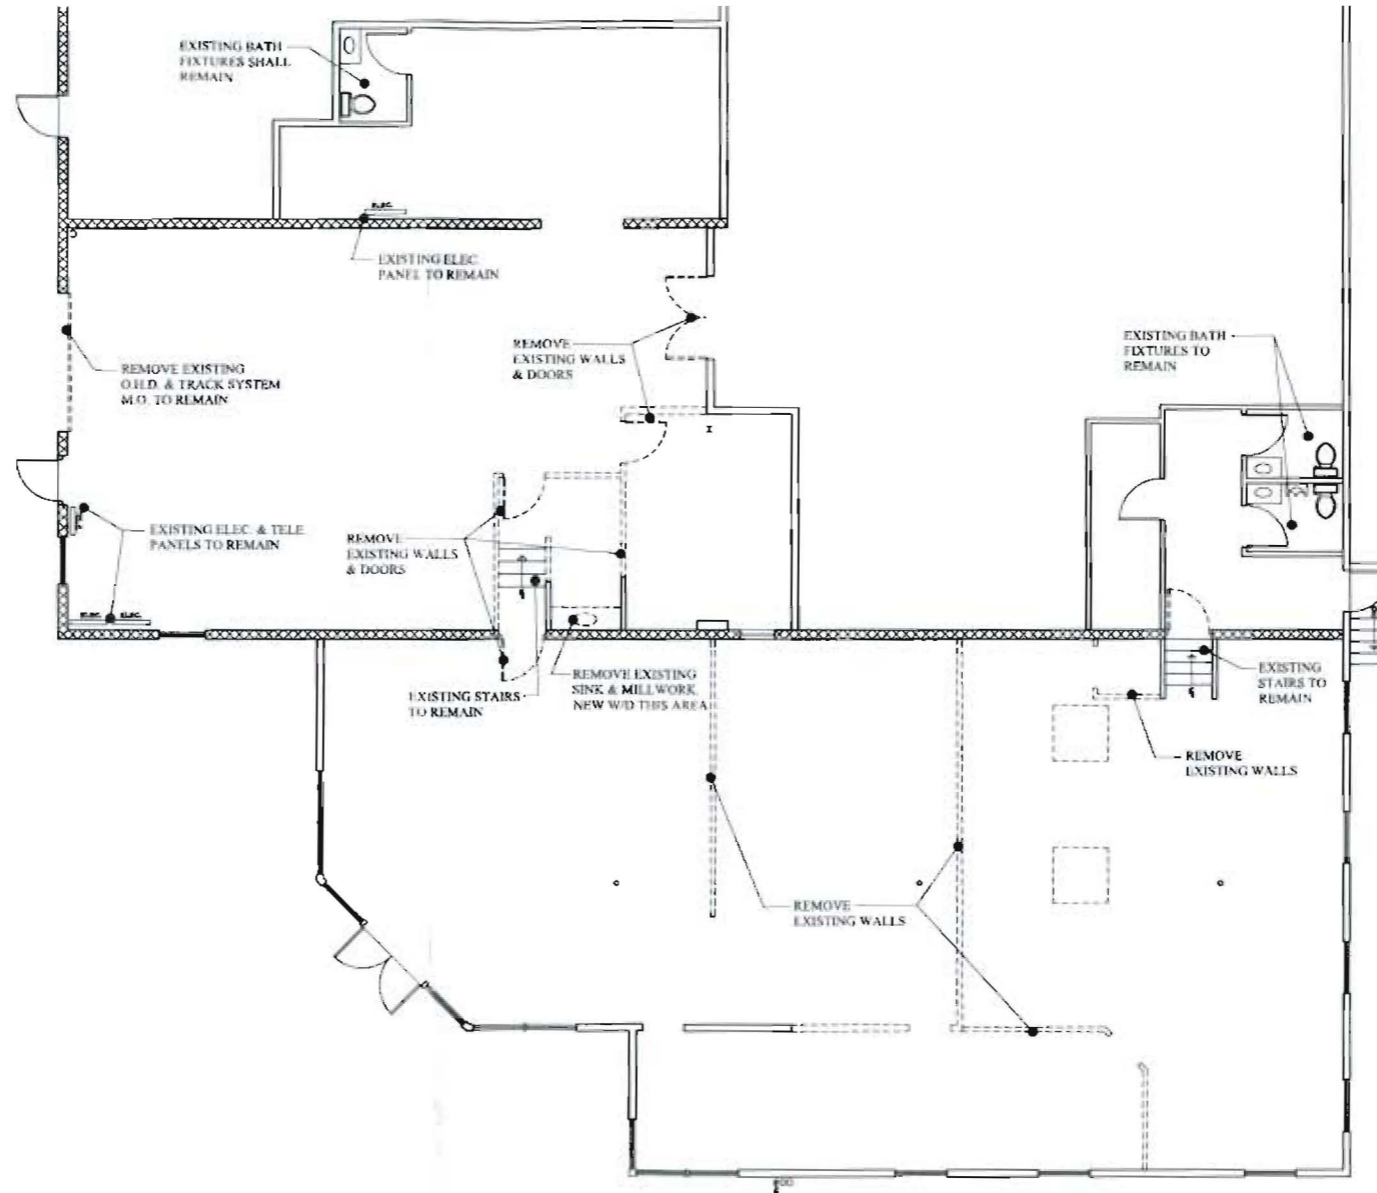 EXISTING BATH
FIXTURES SHALL
REMAIN
ELEC.
EXISTING ELEC.
PANEL TO REMAIN
REMOVE
EXISTING WALLS
& DOORS
EXISTING BATH
FIXTURES TO
REMAIN
REMOVE EXISTING
O.H.D. & TRACK SYSTEM
M.O. TO REMAIN
EXISTING ELEC. & TELE
PANELS TO REMAIN
REMOVE
EXISTING WALLS
& DOORS
ELEC. ELEC.
EXISTING STAIRS
TO REMAIN
REMOVE EXISTING
SINK & MILLWORK.
NEW W/D THIS AREA
EXISTING
STAIRS TO
REMAIN
REMOVE
EXISTING WALLS
REMOVE
EXISTING WALLS